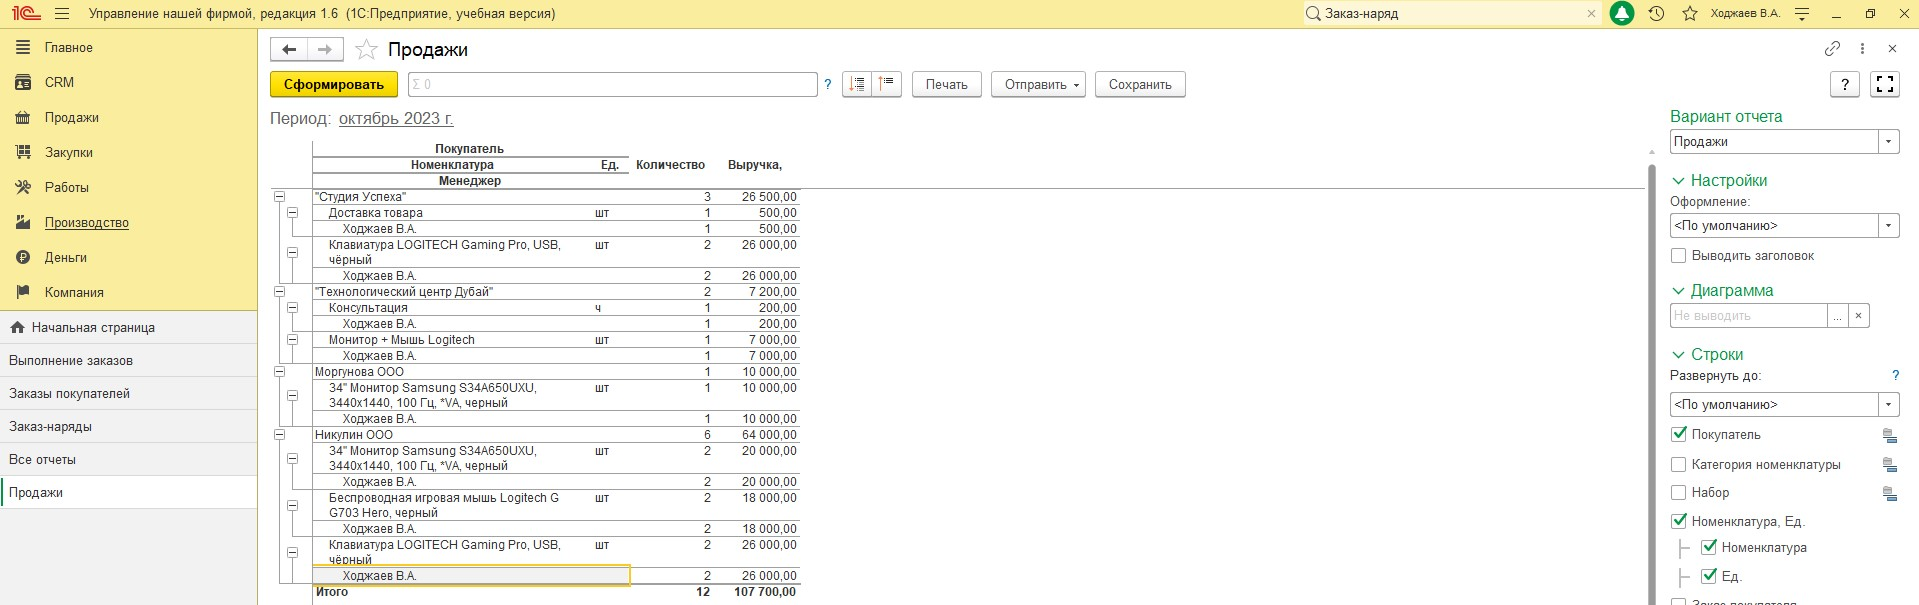 1С Управление нашей фирмой, редакция 1.6 (1С:Предприятие, учебная версия) Заказ-наряд Ходжаев В.А.
Главное
CRM
Продажи
Закупки
Работы
Производство
Деньги
Компания
Начальная страница
Выполнение заказов
Заказы покупателей
Заказ-наряды
Все отчеты
Продажи
Продажи
Сформировать Σ 0 ? Печать Отправить Сохранить ?
Период: октябрь 2023 г.
Покупатель
Номенклатура Ед. Количество Выручка,
Менеджер
"Студия Успеха" 3 26 500,00
Доставка товара шт 1 500,00
Ходжаев В.А. 1 500,00
Клавиатура LOGITECH Gaming Pro, USB, шт 2 26 000,00
чёрный
Ходжаев В.А. 2 26 000,00
"Технологический центр Дубай" 2 7 200,00
Консультация ч 1 200,00
Ходжаев В.А. 1 200,00
Монитор + Мышь Logitech шт 1 7 000,00
Ходжаев В.А. 1 7 000,00
Моргунова ООО 1 10 000,00
34" Монитор Samsung S34A650UXU, шт 1 10 000,00
3440x1440, 100 Гц, *VA, черный
Ходжаев В.А. 1 10 000,00
Никулин ООО 6 64 000,00
34" Монитор Samsung S34A650UXU, шт 2 20 000,00
3440x1440, 100 Гц, *VA, черный
Ходжаев В.А. 2 20 000,00
Беспроводная игровая мышь Logitech G шт 2 18 000,00
G703 Hero, черный
Ходжаев В.А. 2 18 000,00
Клавиатура LOGITECH Gaming Pro, USB, шт 2 26 000,00
чёрный
Ходжаев В.А. 2 26 000,00
Итого 12 107 700,00
Вариант отчета
Продажи
Настройки
Оформление:
<По умолчанию>
Выводить заголовок
Диаграмма
Не выводить ...
Строки
Развернуть до: ?
<По умолчанию>
Покупатель
Категория номенклатуры
Набор
Номенклатура, Ед.
Номенклатура
Ед.
Заказ покупателя